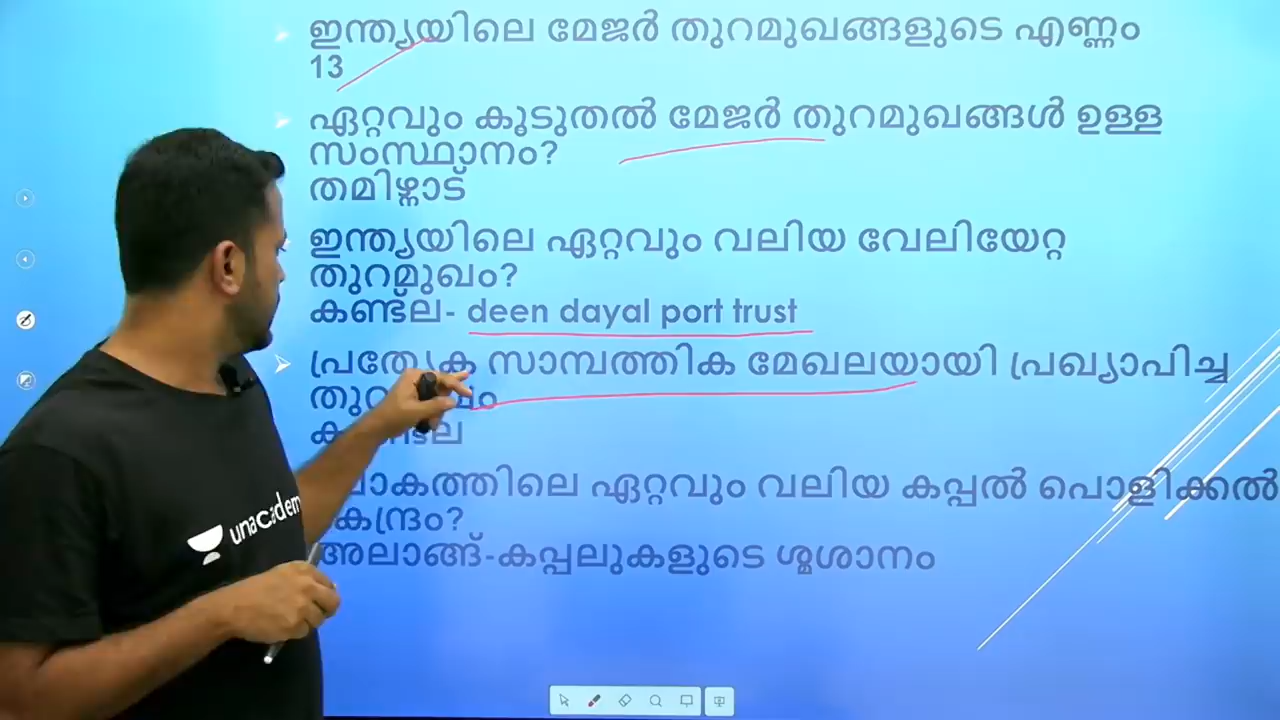 ഇന്ത്യയിലെ മേജർ തുറമുഖങ്ങളുടെ എണ്ണം
13
ഏറ്റവും കൂടുതൽ മേജർ തുറമുഖങ്ങൾ ഉള്ള
സംസ്ഥാനം?
തമിഴ്നാട്
ഇന്ത്യയിലെ ഏറ്റവും വലിയ വേലിയേറ്റ
തുറമുഖം?
കണ്ട്ല- deen dayal port trust
പ്രത്യേക സാമ്പത്തിക മേഖലയായി പ്രഖ്യാപിച്ച
ഏറ്റവും വലിയ കപ്പൽ പൊളിക്കൽ
അലാങ്ങ്-കപ്പലുകളുടെ ശ്മശാനം
unacadem